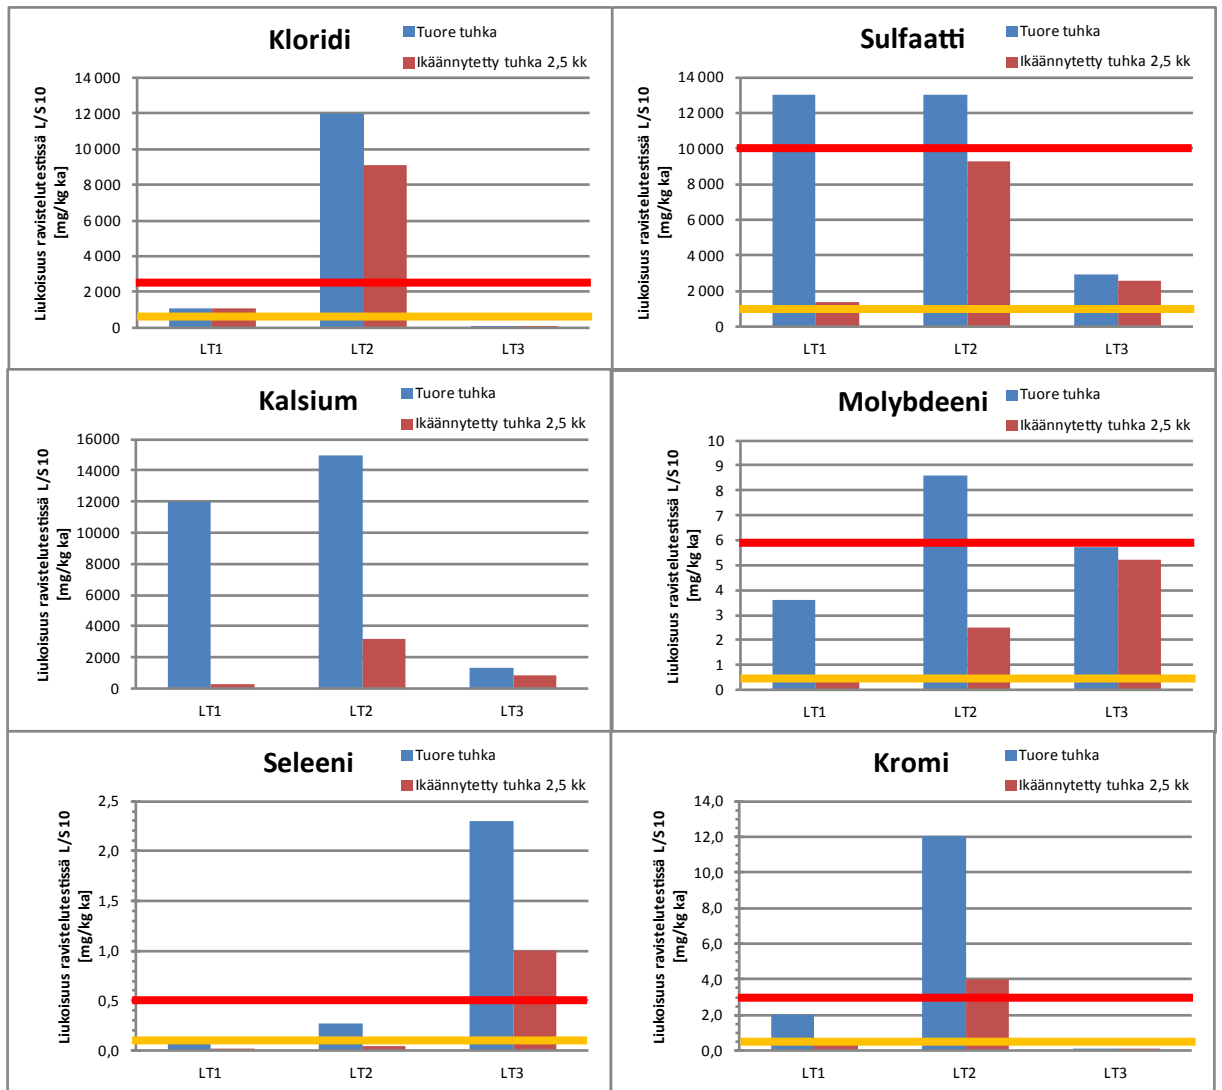 Kloridi
Tuore tuhka
Ikäännytetty tuhka 2,5 kk
Liukoisuus ravistelutestissä L/S10
[mg/kg ka]
14 000
12 000
10 000
8 000
6 000
4 000
2 000
0
LT1
LT2
LT3
Sulfaatti
Tuore tuhka
Ikäännytetty tuhka 2,5 kk
Liukoisuus ravistelutestissä L/S10
[mg/kg ka]
14 000
12 000
10 000
8 000
6 000
4 000
2 000
0
LT1
LT2
LT3
Kalsium
Tuore tuhka
Ikäännytetty tuhka 2,5 kk
Liukoisuus ravistelutestissä L/S10
[mg/kg ka]
16000
14000
12000
10000
8000
6000
4000
2000
0
LT1
LT2
LT3
Molybdeeni
Tuore tuhka
Ikäännytetty tuhka 2,5 kk
Liukoisuus ravistelutestissä L/S10
[mg/kg ka]
10
9
8
7
6
5
4
3
2
1
0
LT1
LT2
LT3
Seleeni
Tuore tuhka
Ikäännytetty tuhka 2,5 kk
Liukoisuus ravistelutestissä L/S10
[mg/kg ka]
2,5
2,0
1,5
1,0
0,5
0,0
LT1
LT2
LT3
Kromi
Tuore tuhka
Ikäännytetty tuhka 2,5 kk
Liukoisuus ravistelutestissä L/S10
[mg/kg ka]
14,0
12,0
10,0
8,0
6,0
4,0
2,0
0,0
LT1
LT2
LT3